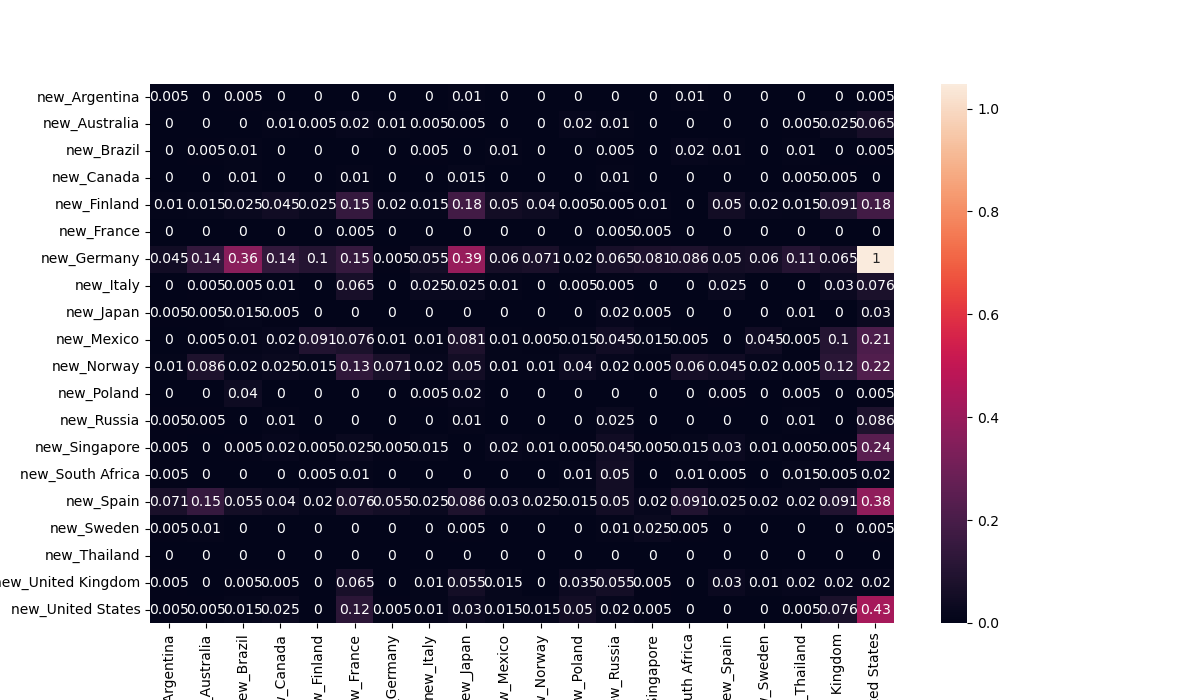 new_Argentina 0.005 0 0.005 0 0 0 0 0 0.01 0 0 0 0 0 0.01 0 0 0 0 0.005
new_Australia 0 0 0 0.01 0.005 0.02 0.01 0.005 0.005 0 0 0.02 0.01 0 0 0 0 0.005 0.025 0.065
new_Brazil 0 0.005 0.01 0 0 0 0 0.005 0 0.01 0 0 0.005 0 0.02 0.01 0 0.01 0 0.005
new_Canada 0 0 0.01 0 0 0.01 0 0 0.015 0 0 0 0.01 0 0 0 0 0.005 0.005 0
new_Finland 0.01 0.015 0.025 0.045 0.025 0.15 0.02 0.015 0.18 0.05 0.04 0.005 0.005 0.01 0 0.05 0.02 0.015 0.091 0.18
new_France 0 0 0 0 0 0.005 0 0 0 0 0 0 0.005 0.005 0 0 0 0 0 0
new_Germany 0.045 0.14 0.36 0.14 0.1 0.15 0.005 0.055 0.39 0.06 0.071 0.02 0.065 0.081 0.086 0.05 0.06 0.11 0.065 1
new_Italy 0 0.005 0.005 0.01 0 0.065 0 0.025 0.025 0.01 0 0.005 0.005 0 0 0.025 0 0 0.03 0.076
new_Japan 0.005 0.005 0.015 0.005 0 0 0 0 0 0 0 0 0.02 0.005 0 0 0 0.01 0 0.03
new_Mexico 0 0.005 0.01 0.02 0.091 0.076 0.01 0.01 0.081 0.01 0.005 0.015 0.045 0.015 0.005 0 0.045 0.005 0.1 0.21
new_Norway 0.01 0.086 0.02 0.025 0.015 0.13 0.071 0.02 0.05 0.01 0.01 0.04 0.02 0.005 0.06 0.045 0.02 0.005 0.12 0.22
new_Poland 0 0 0.04 0 0 0 0 0.005 0.02 0 0 0 0 0 0 0.005 0 0.005 0 0.005
new_Russia 0.005 0.005 0 0.01 0 0 0 0 0.01 0 0 0 0.025 0 0 0 0 0.01 0 0.086
new_Singapore 0.005 0 0.005 0.02 0.005 0.025 0.005 0.015 0 0.02 0.01 0.005 0.045 0.005 0.015 0.03 0.01 0.005 0.005 0.24
new_South Africa 0.005 0 0 0 0.005 0.01 0 0 0 0 0 0.01 0.05 0 0.01 0.005 0 0.015 0.005 0.02
new_Spain 0.071 0.15 0.055 0.04 0.02 0.076 0.055 0.025 0.086 0.03 0.025 0.015 0.05 0.02 0.091 0.025 0.02 0.02 0.091 0.38
new_Sweden 0.005 0.01 0 0 0 0 0 0 0.005 0 0 0 0.01 0.025 0.005 0 0 0 0 0.005
new_Thailand 0 0 0 0 0 0 0 0 0 0 0 0 0 0 0 0 0 0 0 0
new_United Kingdom 0.005 0 0.005 0.005 0 0.065 0 0.01 0.055 0.015 0 0.035 0.055 0.005 0 0.03 0.01 0.02 0.02 0.02
new_United States 0.005 0.005 0.015 0.025 0 0.12 0.005 0.01 0.03 0.015 0.015 0.05 0.02 0.005 0 0 0 0.005 0.076 0.43
Argentina
_Australia
ew_Brazil
_Canada
w_Finland
w_France
Germany
new_Italy
ew_Japan
w_Mexico
_Norway
w_Poland
w_Russia
Singapore
uth Africa
ew_Spain
_Sweden
_Thailand
Kingdom
ed States
1.0
0.8
0.6
0.4
0.2
0.0